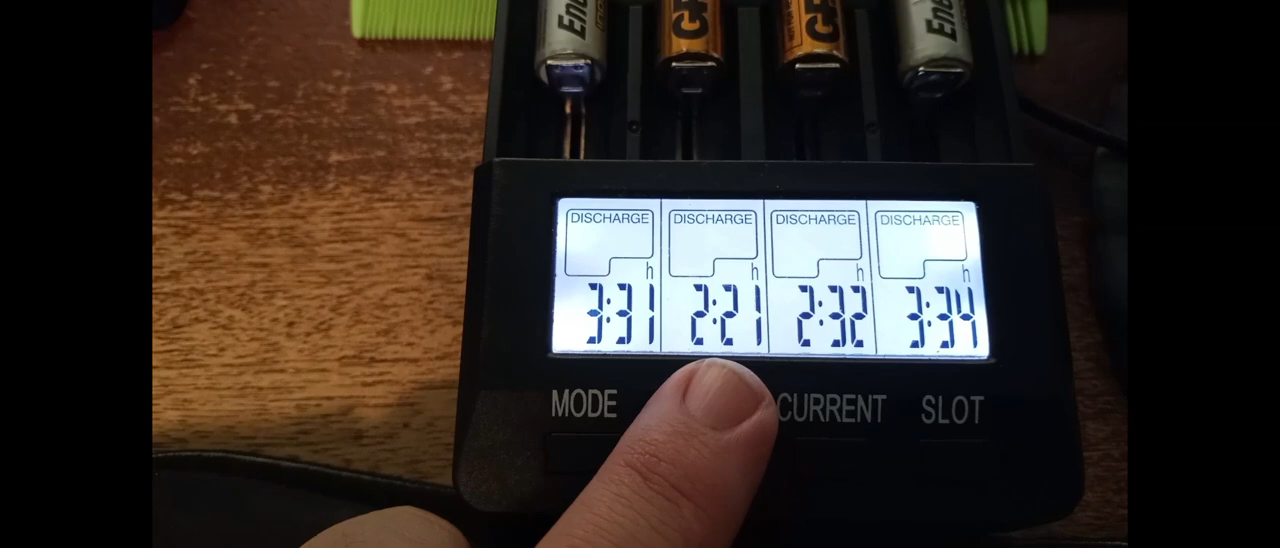 Ene
GP
GP
Ene
DISCHARGE DISCHARGE DISCHARGE DISCHARGE
h h h h
3:31 2:21 2:32 3:34
MODE CURRENT SLOT